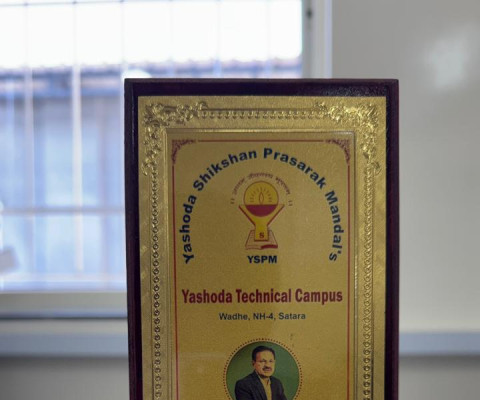 Yashoda Shikshan Prasarak Mandal's
YSPM
Yashoda Technical Campus
Wadhe, NH-4, Satara